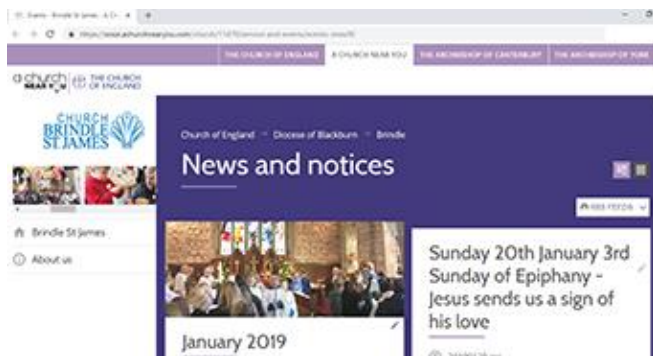 THE CHURCH OF ENGLAND
A CHURCH NEAR YOU
THE ARCHBISHOP OF CANTERBURY
THE ARCHBISHOP OF YORK
a church
NEAR YOU
THE CHURCH
OF ENGLAND
CHURCH
BRINDLE
ST JAMES
Church of England
Diocese of Blackburn
Brindle
News and notices
RSS FEEDS
Brindle St James
About us
January 2019
Sunday 20th January 3rd
Sunday of Epiphany -
Jesus sends us a sign of
his love